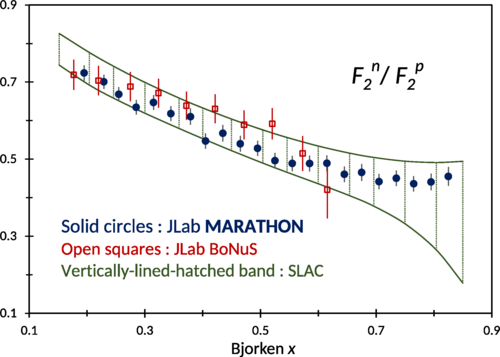 0.9
0.7
0.5
0.3
0.1
F₂ⁿ/ F₂ᵖ
Solid circles : JLab MARATHON
Open squares : JLab BoNuS
Vertically-lined-hatched band : SLAC
0.1 0.3 0.5 0.7 0.9
Bjorken x